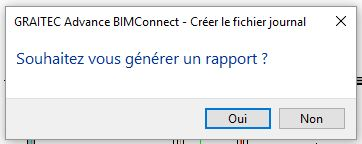 GRAITEC Advance BIMConnect - Créer le fichier journal
Souhaitez vous générer un rapport ?
Oui
Non